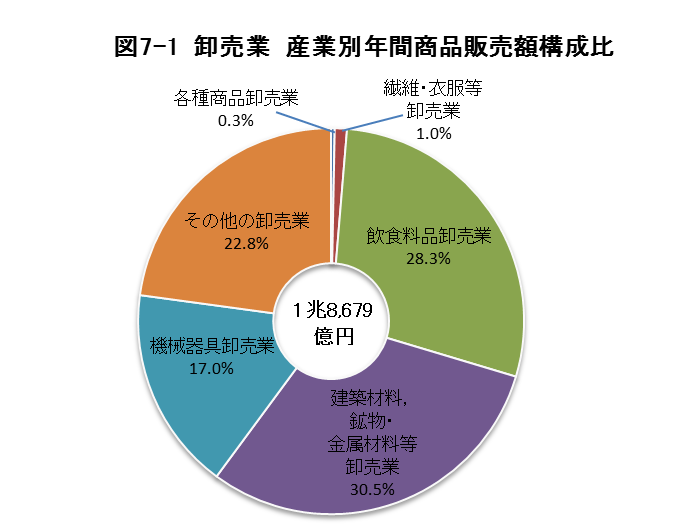 図7-1 卸売業 産業別年間商品販売額構成比
各種商品卸売業
0.3%
繊維・衣服等
卸売業
1.0%
飲食料品卸売業
28.3%
建築材料,
鉱物・
金属材料等
卸売業
30.5%
機械器具卸売業
17.0%
その他の卸売業
22.8%
1兆8,679
億円